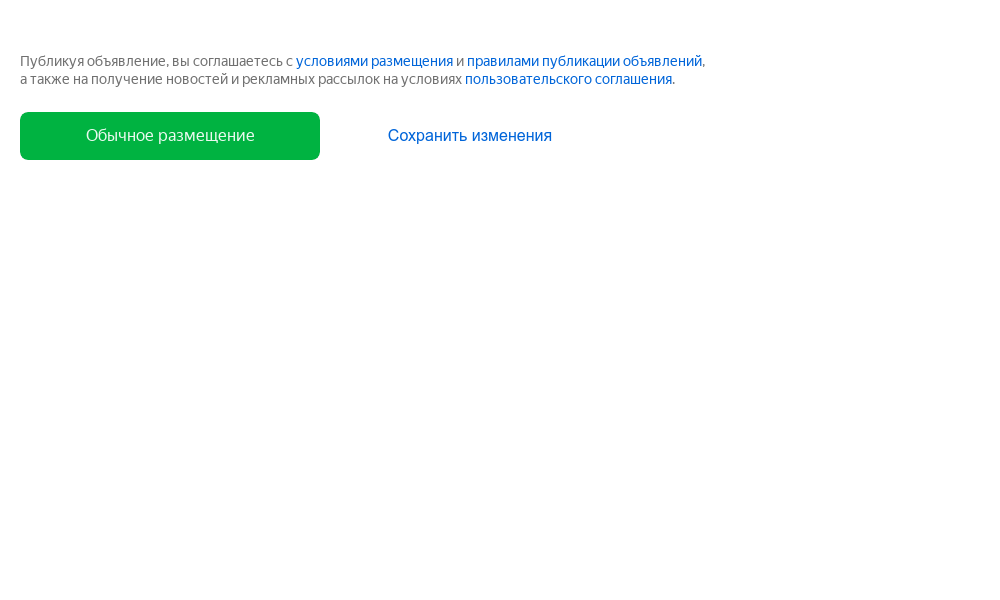 Публикуя объявление, вы соглашаетесь с условиями размещения и правилами публикации объявлений,
а также на получение новостей и рекламных рассылок на условиях пользовательского соглашения.
Обычное размещение
Сохранить изменения